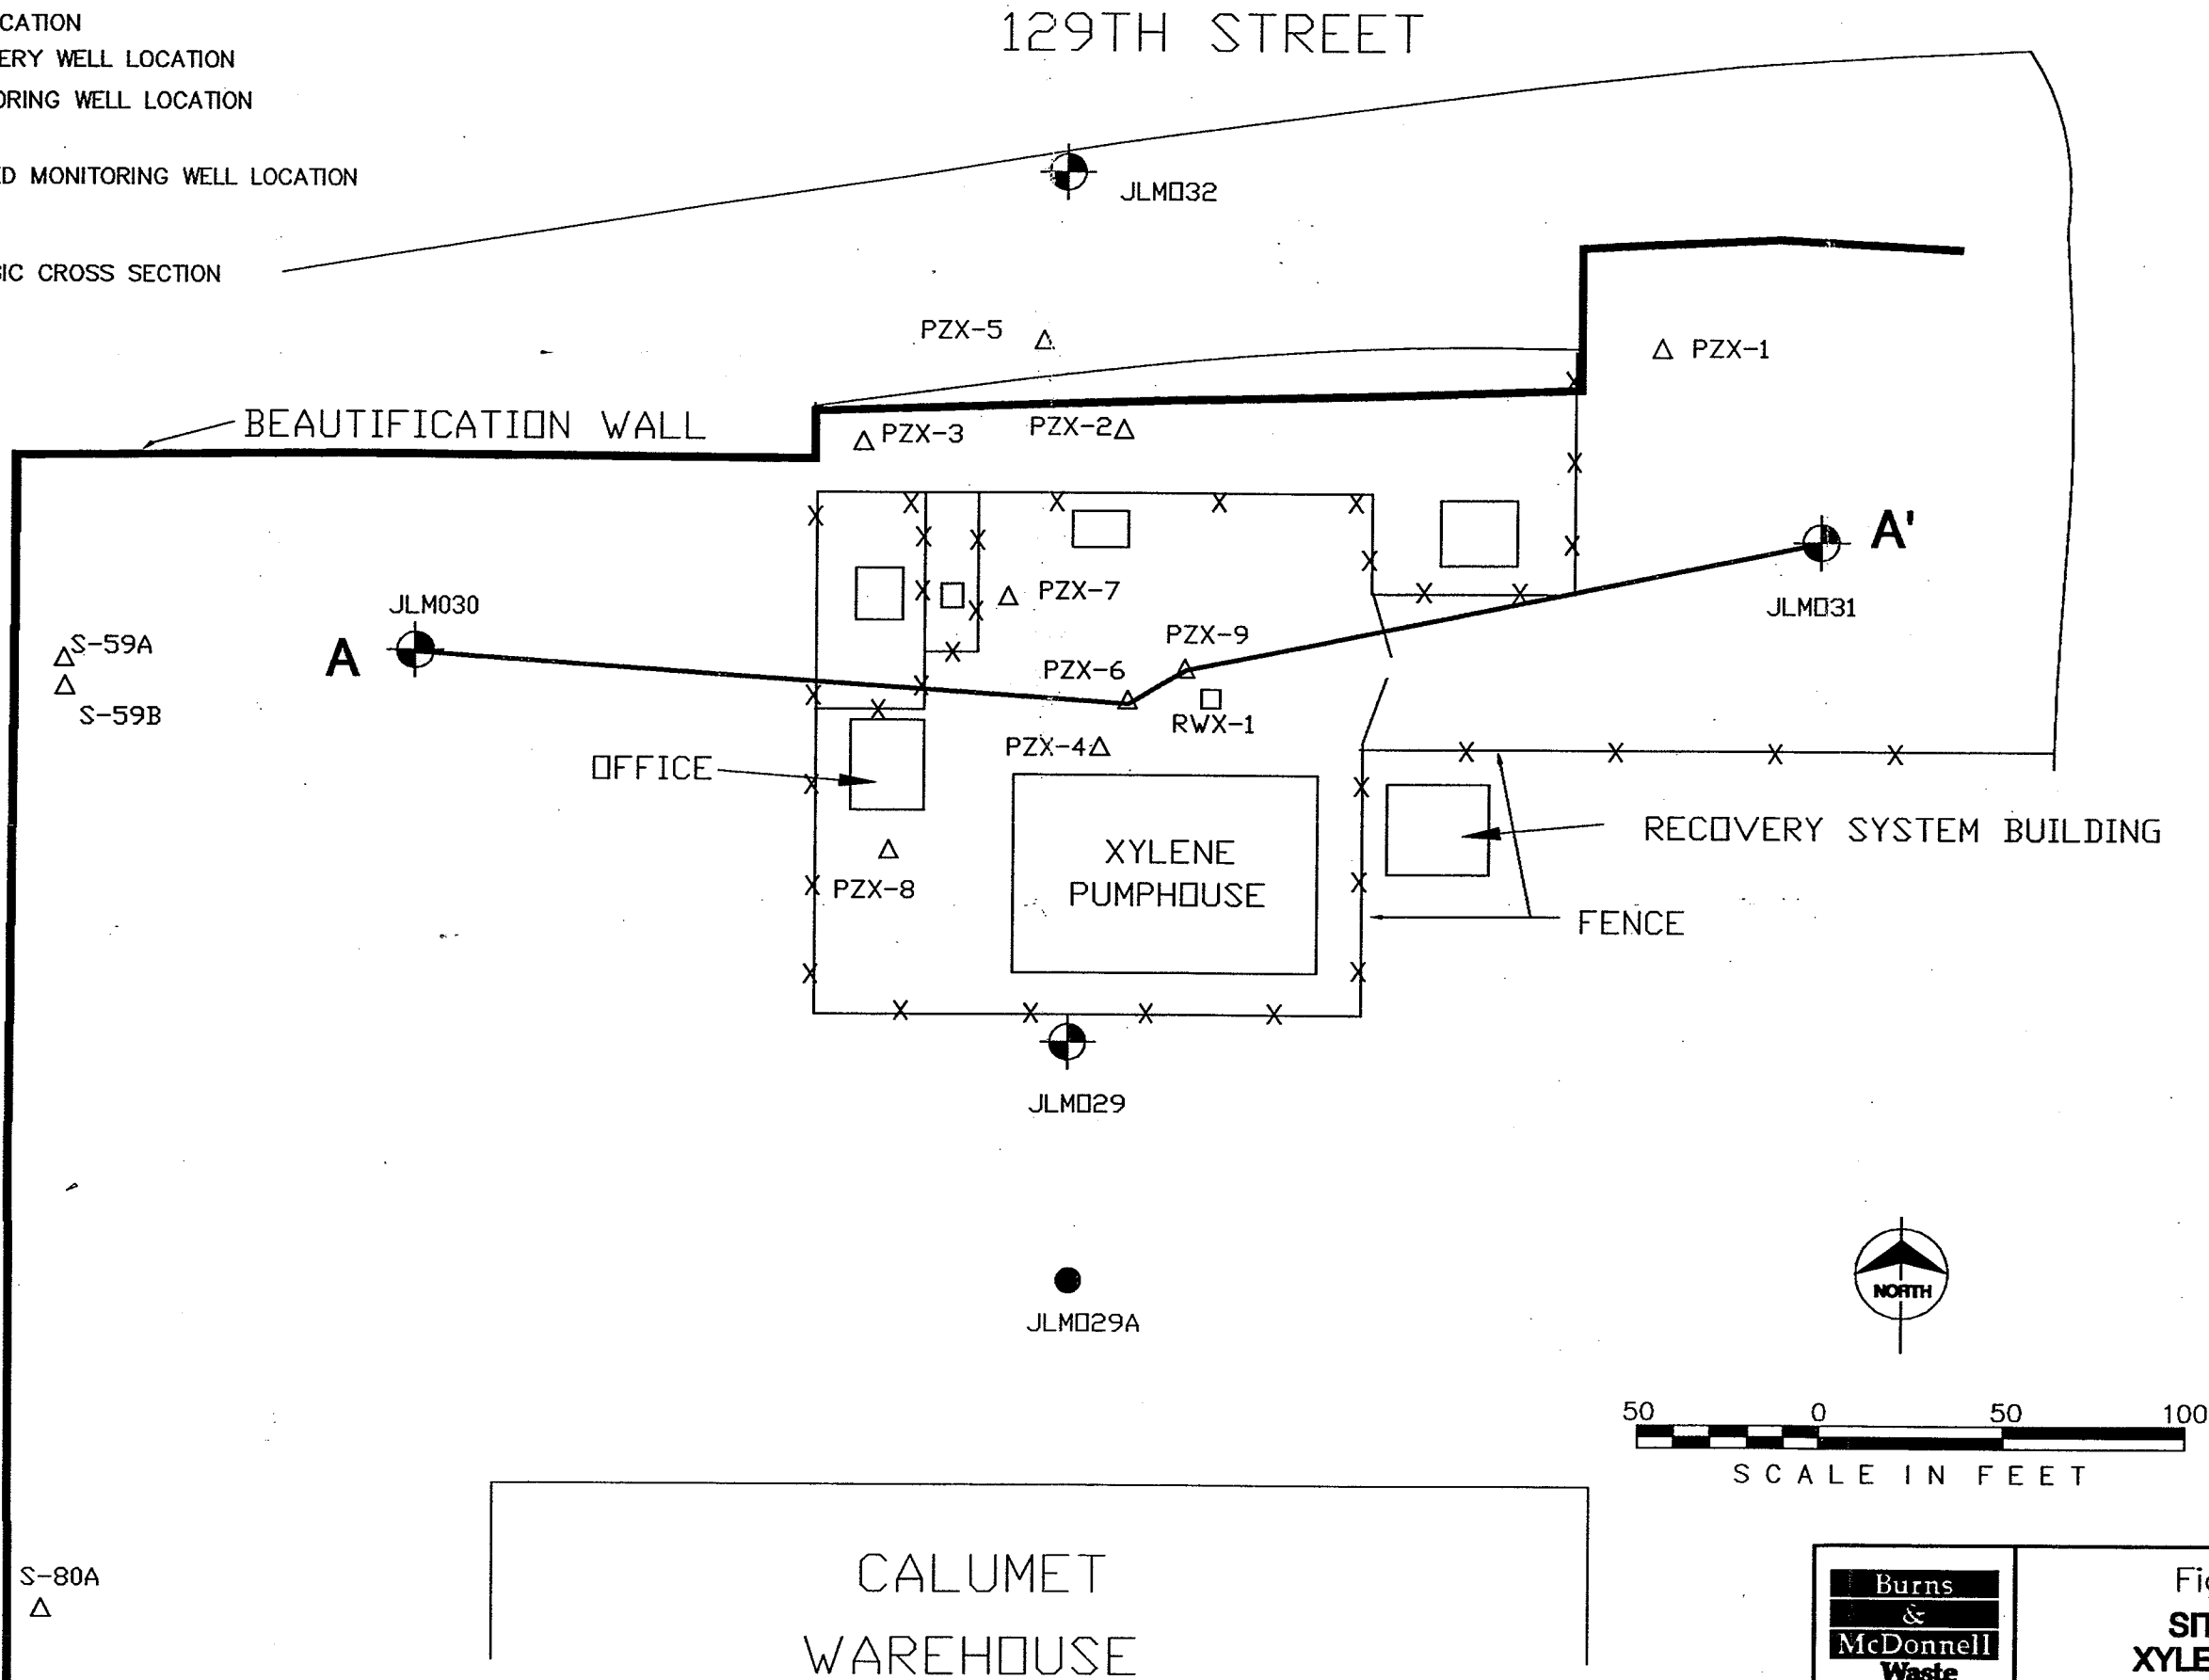 129TH STREET
CATION
ERY WELL LOCATION
ORING WELL LOCATION
ED MONITORING WELL LOCATION
IC CROSS SECTION
JLM032
PZX-5
PZX-1
BEAUTIFICATION WALL
PZX-3
PZX-2
A'
JLM030
PZX-7
JLM031
S-59A
A
PZX-9
PZX-6
S-59B
RWX-1
PZX-4
OFFICE
RECOVERY SYSTEM BUILDING
XYLENE
PUMPHOUSE
PZX-8
FENCE
JLM029
NORTH
JLM029A
50 0 50 100
SCALE IN FEET
CALUMET
WAREHOUSE
S-80A
Burns
&
McDonnell
Waste
Fig
SIT
XYLE